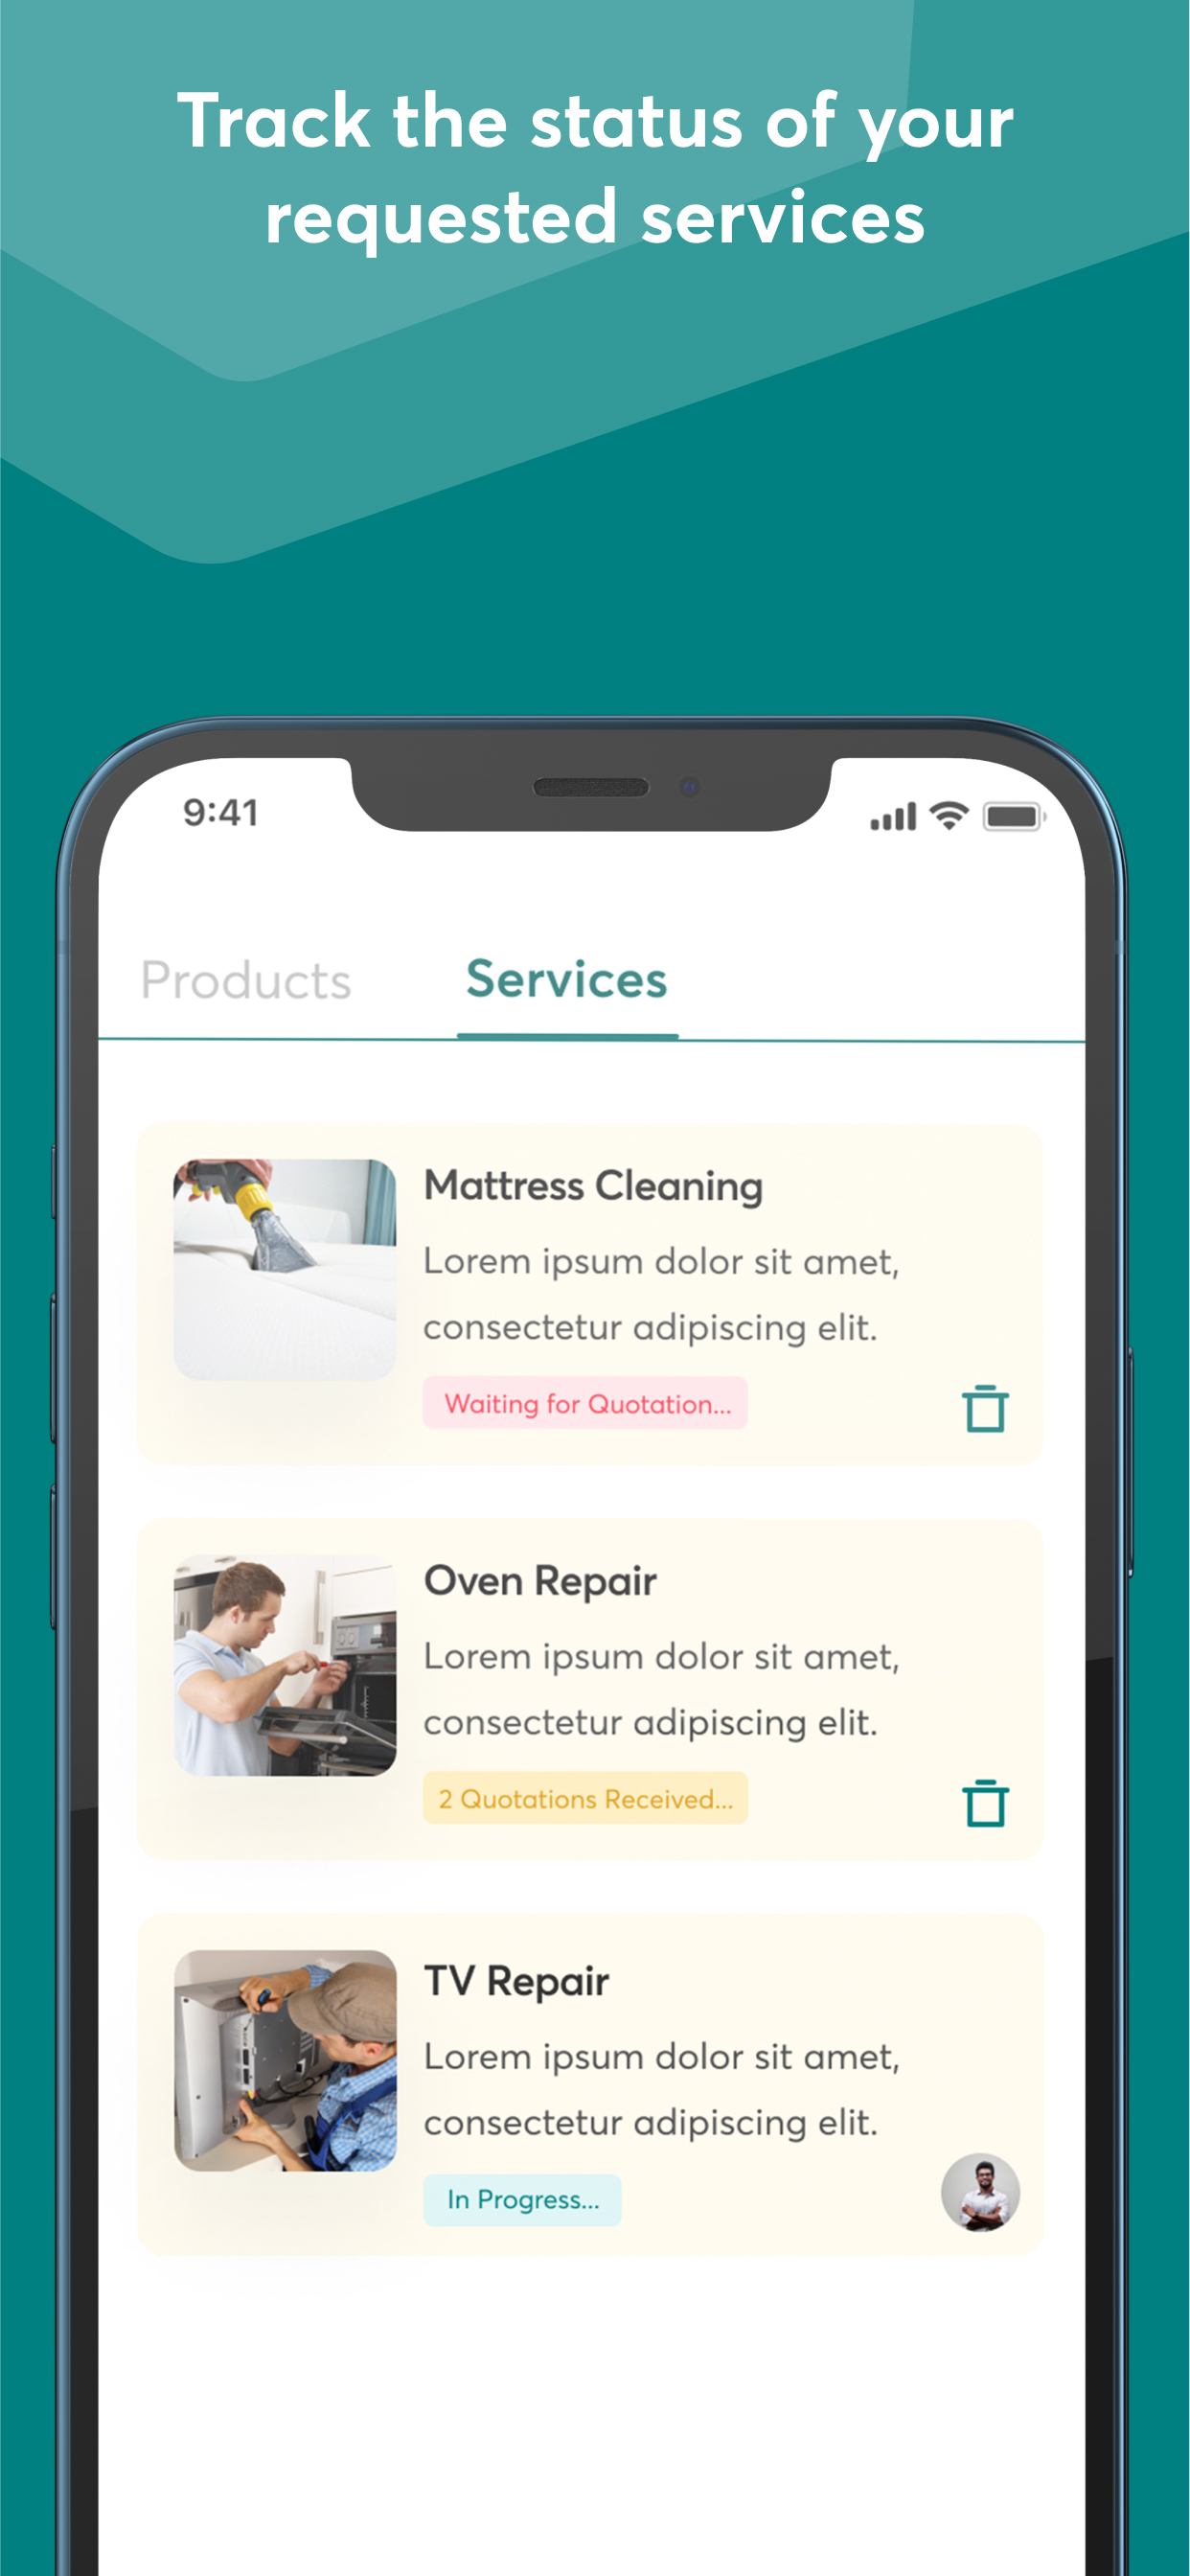 Track the status of your
requested services
9:41
Products
Services
Mattress Cleaning
Lorem ipsum dolor sit amet,
consectetur adipiscing elit.
Waiting for Quotation...
Oven Repair
Lorem ipsum dolor sit amet,
consectetur adipiscing elit.
2 Quotations Received...
TV Repair
Lorem ipsum dolor sit amet,
consectetur adipiscing elit.
In Progress...